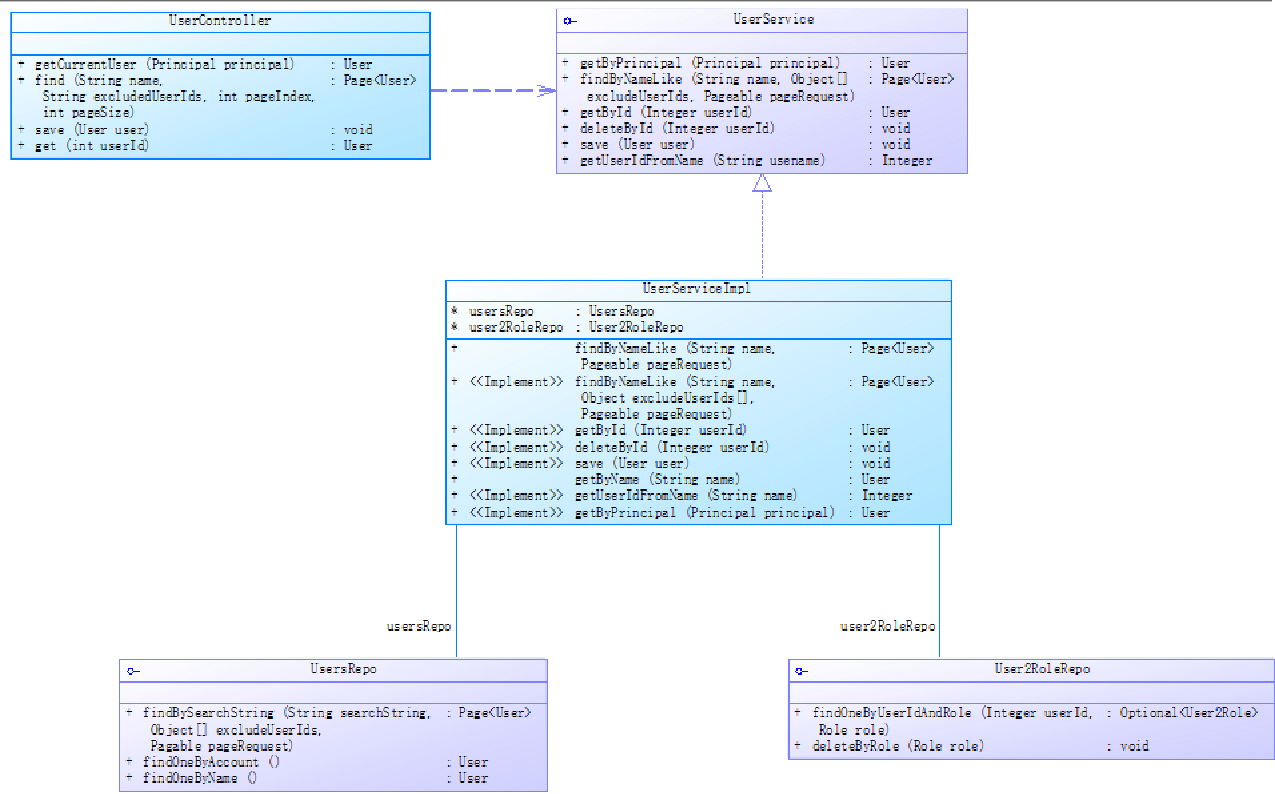 UserController
+ getCurrentUser (Principal principal) : User
+ find (String name, : Page<User>
String excludedUserIds, int pageIndex,
int pageSize)
+ save (User user) : void
+ get (int userId) : User
UserService
+ getByPrincipal (Principal principal) : User
+ findByNameLike (String name, Object[] : Page<User>
excludeUserIds, Pageable pageRequest)
+ getById (Integer userId) : User
+ deleteById (Integer userId) : void
+ save (User user) : void
+ getUserIdFromName (String usename) : Integer
UserServiceImpl
* usersRepo : UsersRepo
* user2RoleRepo : User2RoleRepo
+ findByNameLike (String name, : Page<User>
Pageable pageRequest)
+ <<Implement>> findByNameLike (String name, : Page<User>
Object excludeUserIds[],
Pageable pageRequest)
+ <<Implement>> getById (Integer userId) : User
+ <<Implement>> deleteById (Integer userId) : void
+ <<Implement>> save (User user) : void
+ getByName (String name) : User
+ <<Implement>> getUserIdFromName (String name) : Integer
+ <<Implement>> getByPrincipal (Principal principal) : User
usersRepo
user2RoleRepo
UsersRepo
+ findBySearchString (String searchString, : Page<User>
Object[] excludeUserIds,
Pagable pageRequest)
+ findOneByAccount () : User
+ findOneByName () : User
User2RoleRepo
+ findOneByUserIdAndRole (Integer userId, : Optional<User2Role>
Role role)
+ deleteByRole (Role role) : void